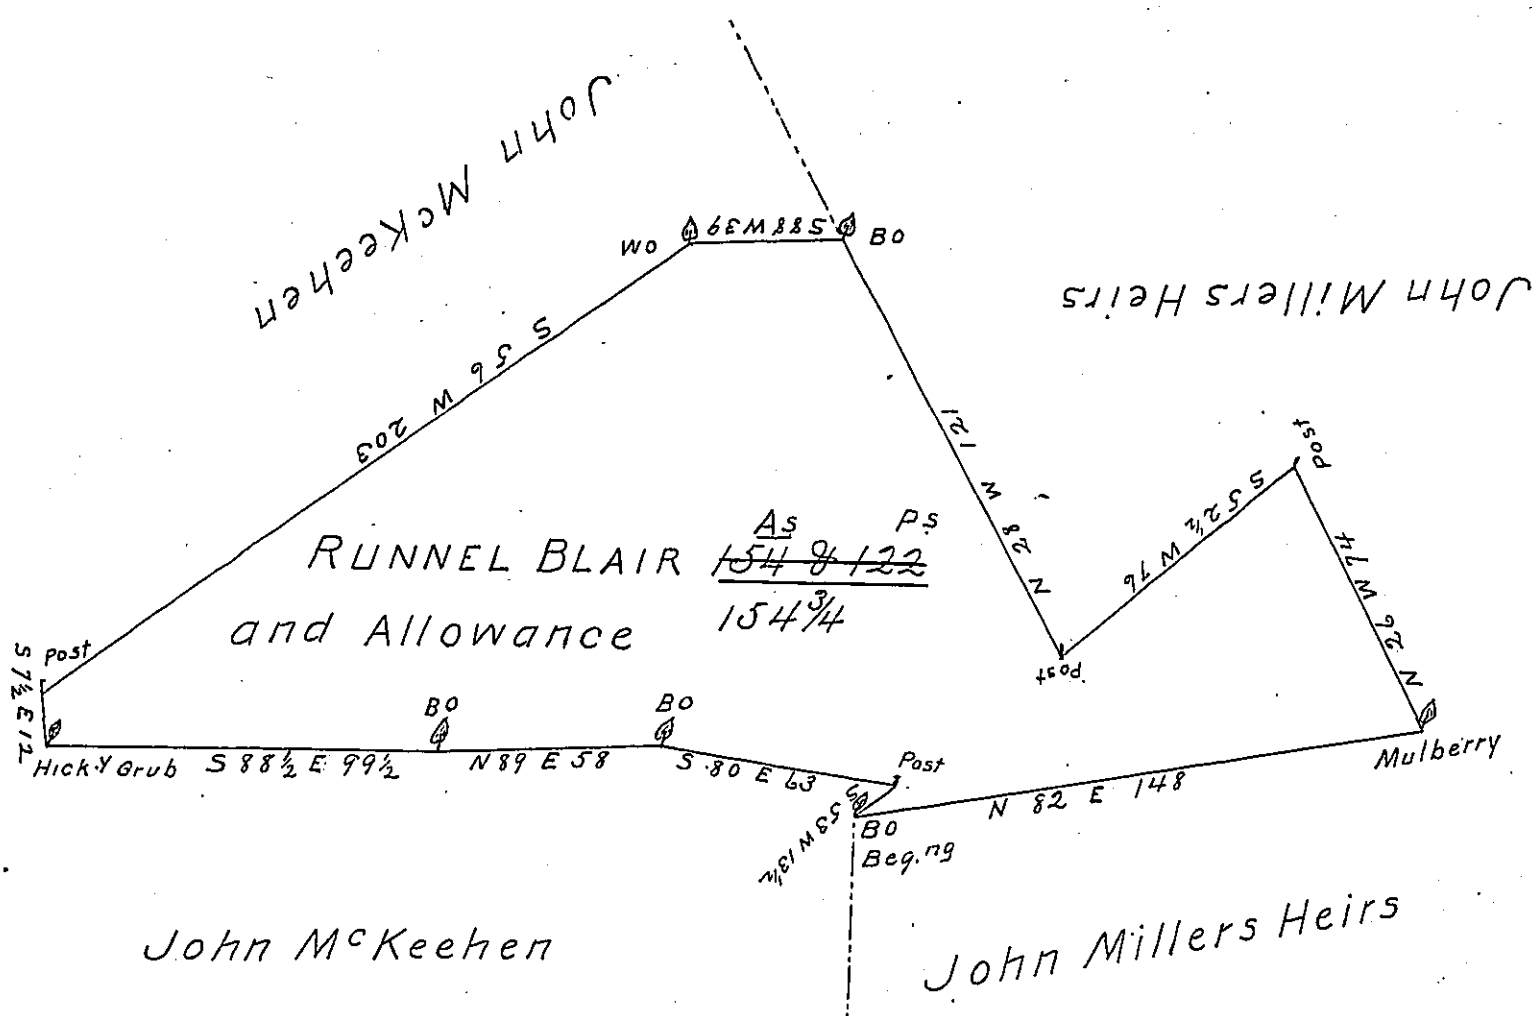 John McKeehen
WO
S 88 W 39
BO
John Millers Heirs
S 56 W 203
N 28 W 121
S 52½ W 76
Post
N 26 W 74
As Ps
RUNNEL BLAIR 154 & 122
154¾
and Allowance
Post
Post
S 7½ E 12
BO
BO
Hick.y Grub
S 88½ E 99½
N 89 E 58
S 80 E 63
Post
S 53 W 13½
BO
Beg.ng
N 82 E 148
Mulberry
John McKeehen
John Millers Heirs